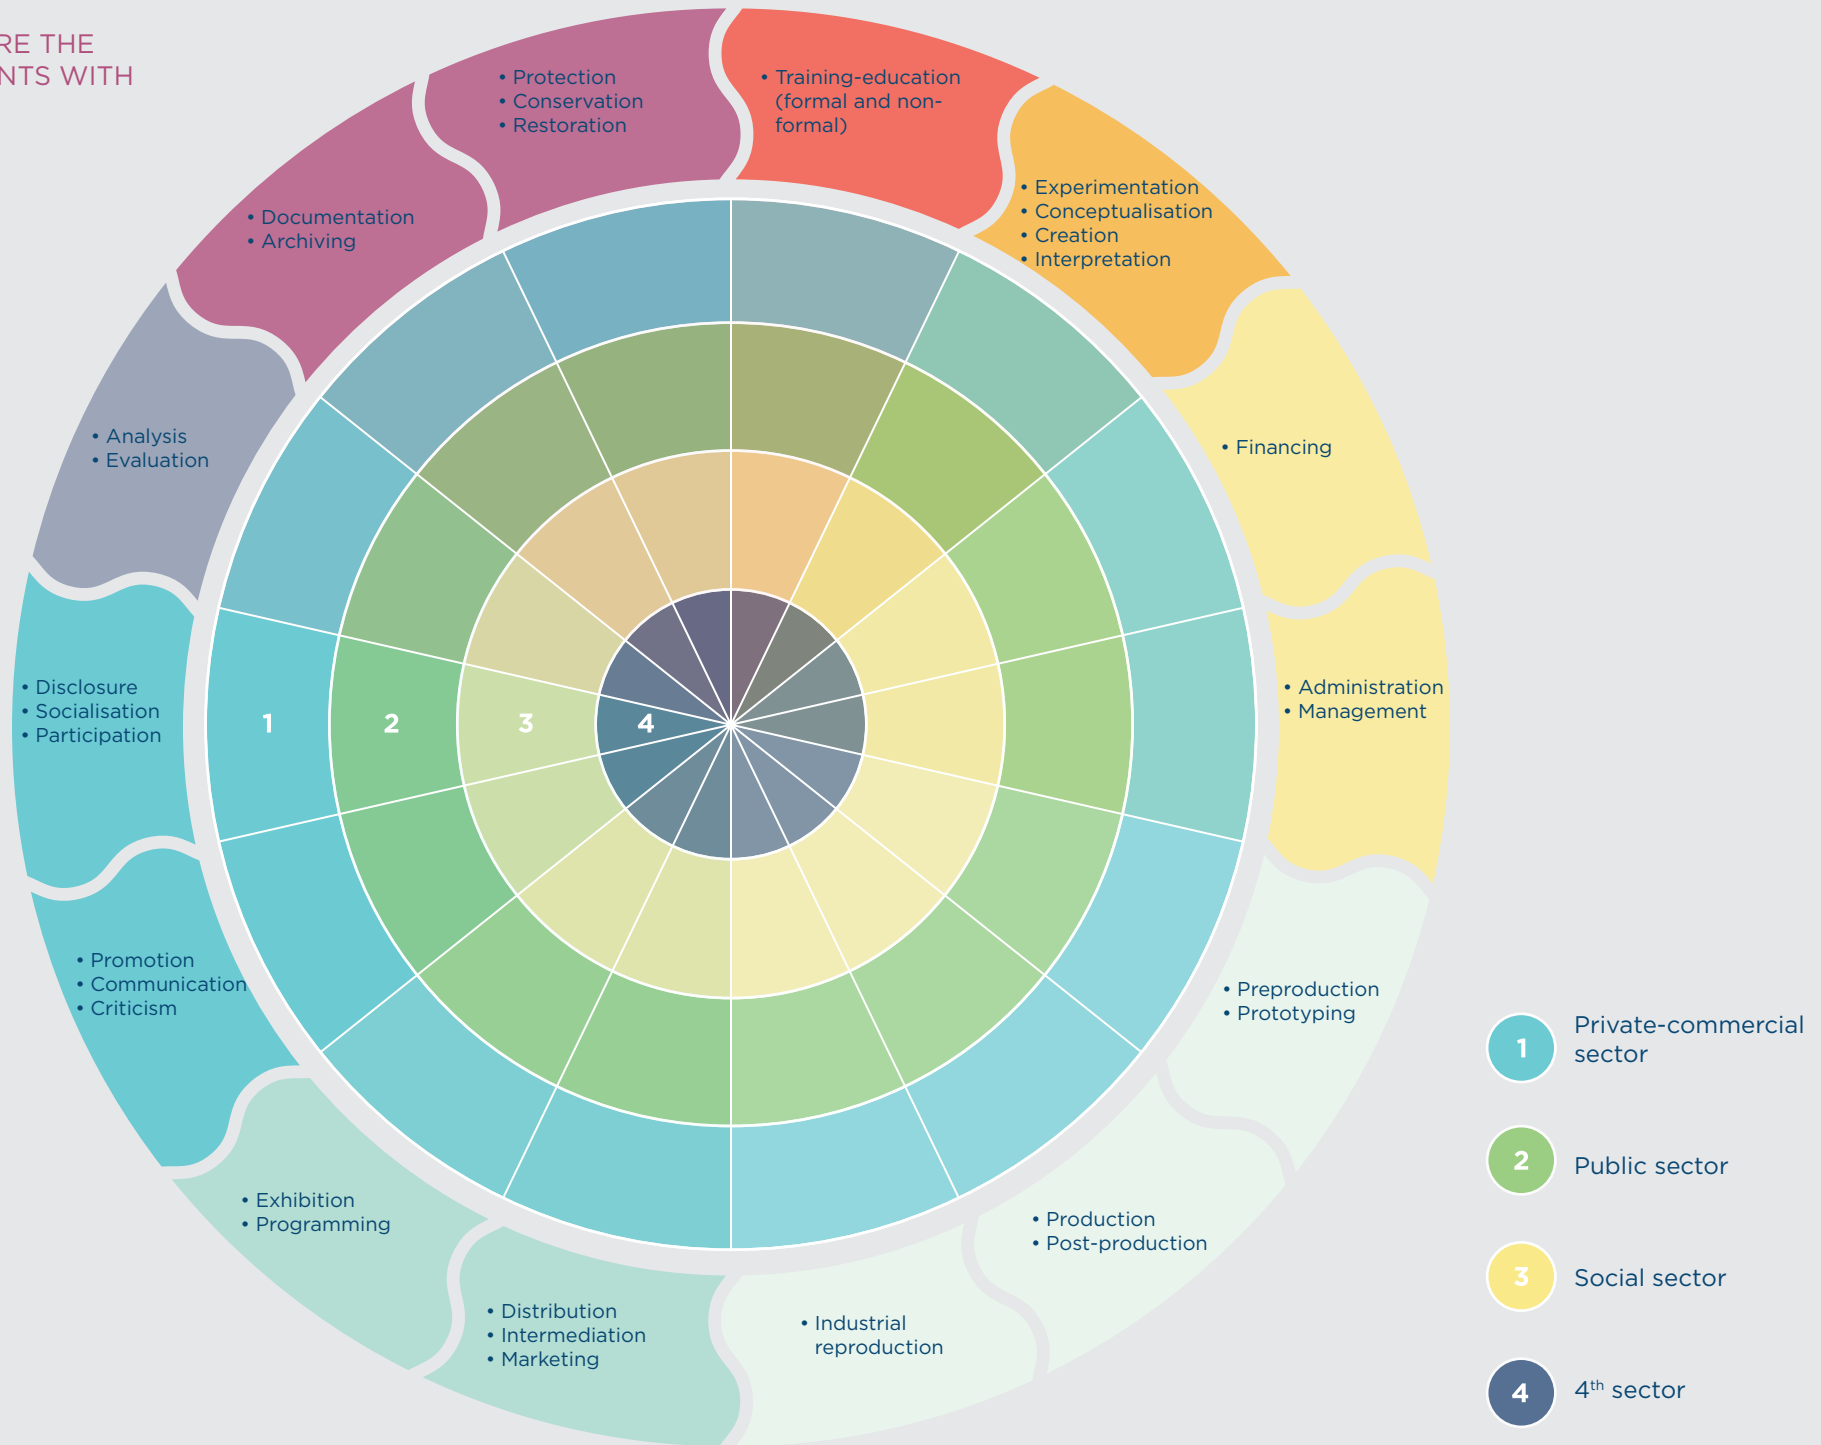 RE THE
NTS WITH
• Protection
• Conservation
• Restoration
• Training-education
(formal and non-
formal)
• Experimentation
• Conceptualisation
• Creation
• Interpretation
• Financing
• Administration
• Management
• Preproduction
• Prototyping
• Production
• Post-production
• Industrial
reproduction
• Distribution
• Intermediation
• Marketing
• Exhibition
• Programming
• Promotion
• Communication
• Criticism
• Disclosure
• Socialisation
• Participation
• Analysis
• Evaluation
• Documentation
• Archiving
1 2 3 4
1 Private-commercial
sector
2 Public sector
3 Social sector
4 4th sector